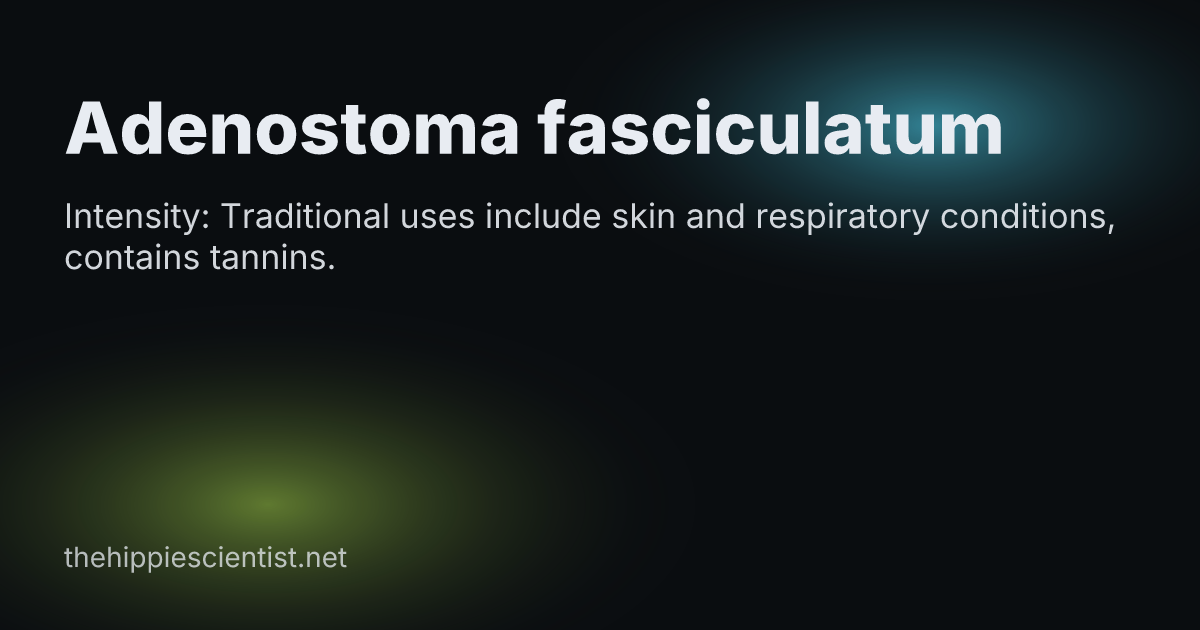 Adenostoma fasciculatum
Intensity: Traditional uses include skin and respiratory conditions,
contains tannins.
thehippiescientist.net